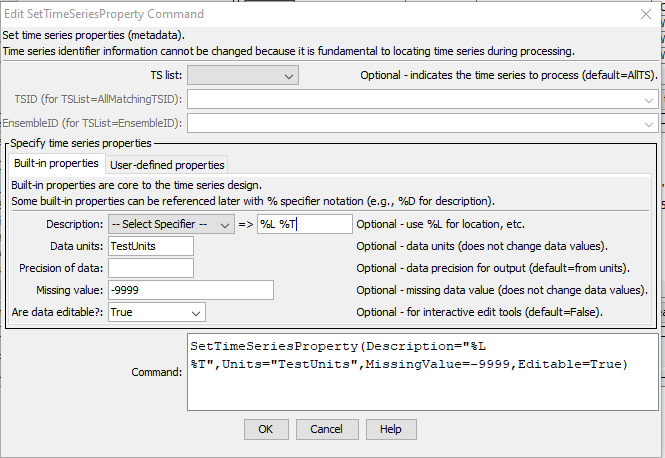 Edit SetTimeSeriesProperty Command
Set time series properties (metadata).
Time series identifier information cannot be changed because it is fundamental to locating time series during processing.
TS list: Optional - indicates the time series to process (default=AllTS).
TSID (for TSList=AllMatchingTSID):
EnsembleID (for TSList=EnsembleID):
Specify time series properties
Built-in properties User-defined properties
Built-in properties are core to the time series design.
Some built-in properties can be referenced later with % specifier notation (e.g., %D for description).
Description: -- Select Specifier -- => %L %T Optional - use %L for location, etc.
Data units: TestUnits Optional - data units (does not change data values).
Precision of data: Optional - data precision for output (default=from units).
Missing value: -9999 Optional - missing data value (does not change data values).
Are data editable?: True Optional - for interactive edit tools (default=False).
Command: SetTimeSeriesProperty(Description="%L
%T",Units="TestUnits",MissingValue=-9999,Editable=True)
OK Cancel Help